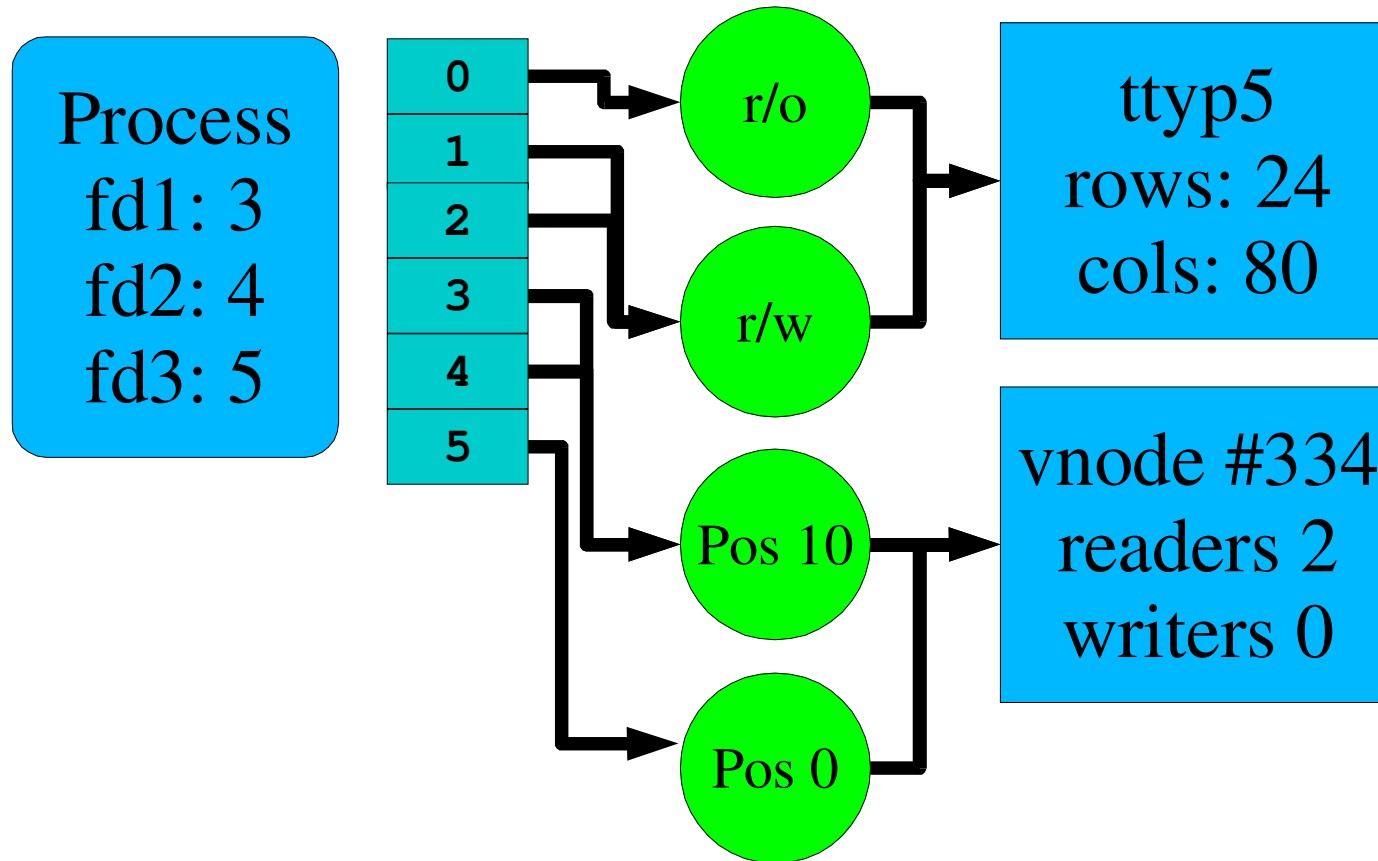 Process
fd1: 3
fd2: 4
fd3: 5
0
1
2
3
4
5
r/o
r/w
Pos 10
Pos 0
ttyp5
rows: 24
cols: 80
vnode #334
readers 2
writers 0